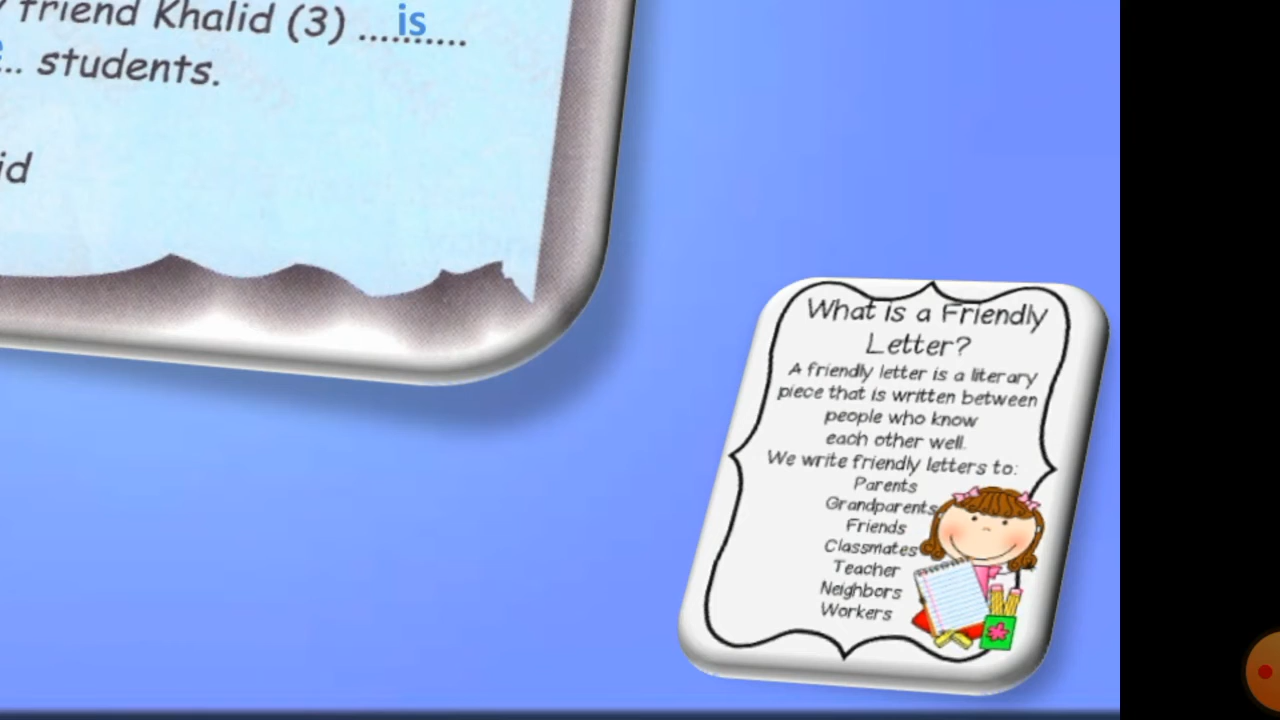 friend Khalid (3) ....is......
.. students.
id
What is a Friendly
Letter?
A friendly letter is a literary
piece that is written between
people who know
each other well.
We write friendly letters to:
Parents
Grandparents
Friends
Classmates
Teacher
Neighbors
Workers